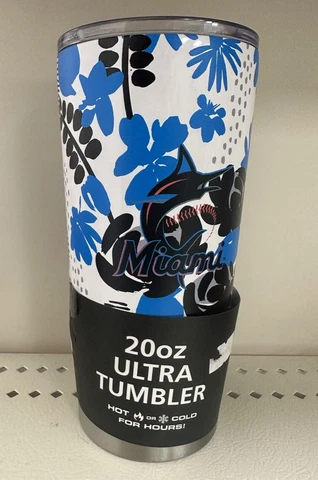 Miami
20oz
ULTRA
TUMBLER
HOT OR COLD
FOR HOURS!